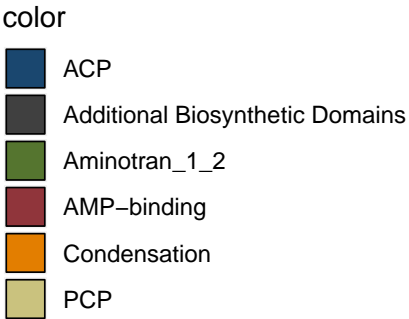 color
ACP
Additional Biosynthetic Domains
Aminotran_1_2
AMP−binding
Condensation
PCP